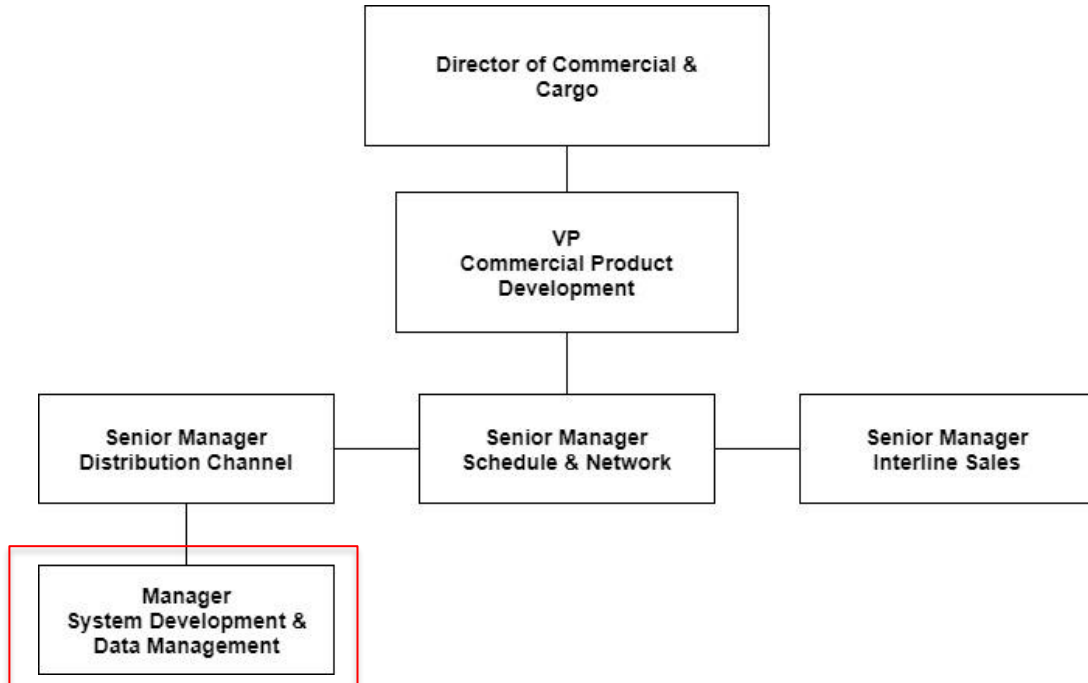 Director of Commercial &
Cargo
VP
Commercial Product
Development
Senior Manager
Distribution Channel
Senior Manager
Schedule & Network
Senior Manager
Interline Sales
Manager
System Development &
Data Management